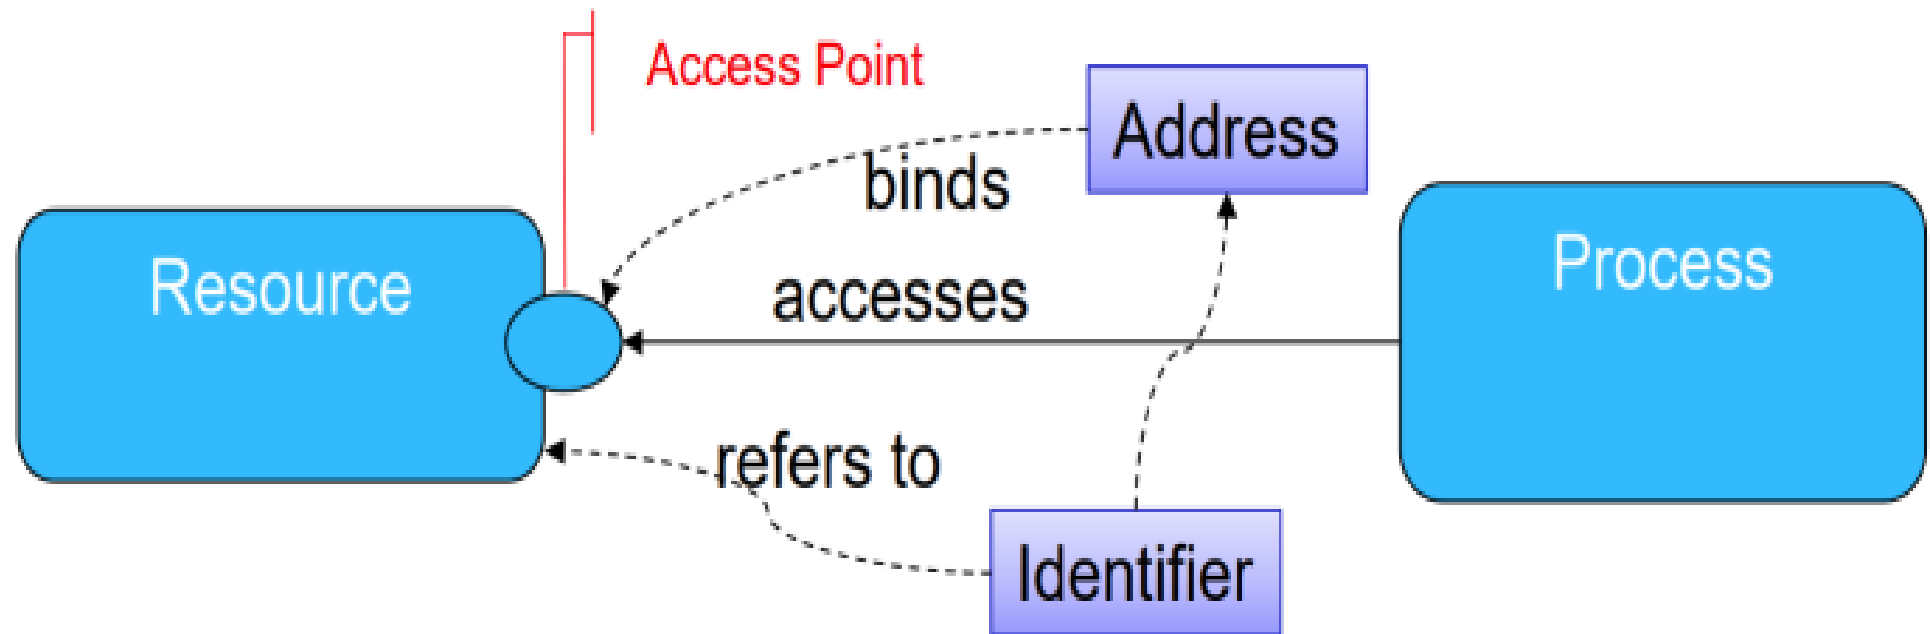 Access Point
Address
binds
Resource
Process
accesses
refers to
Identifier